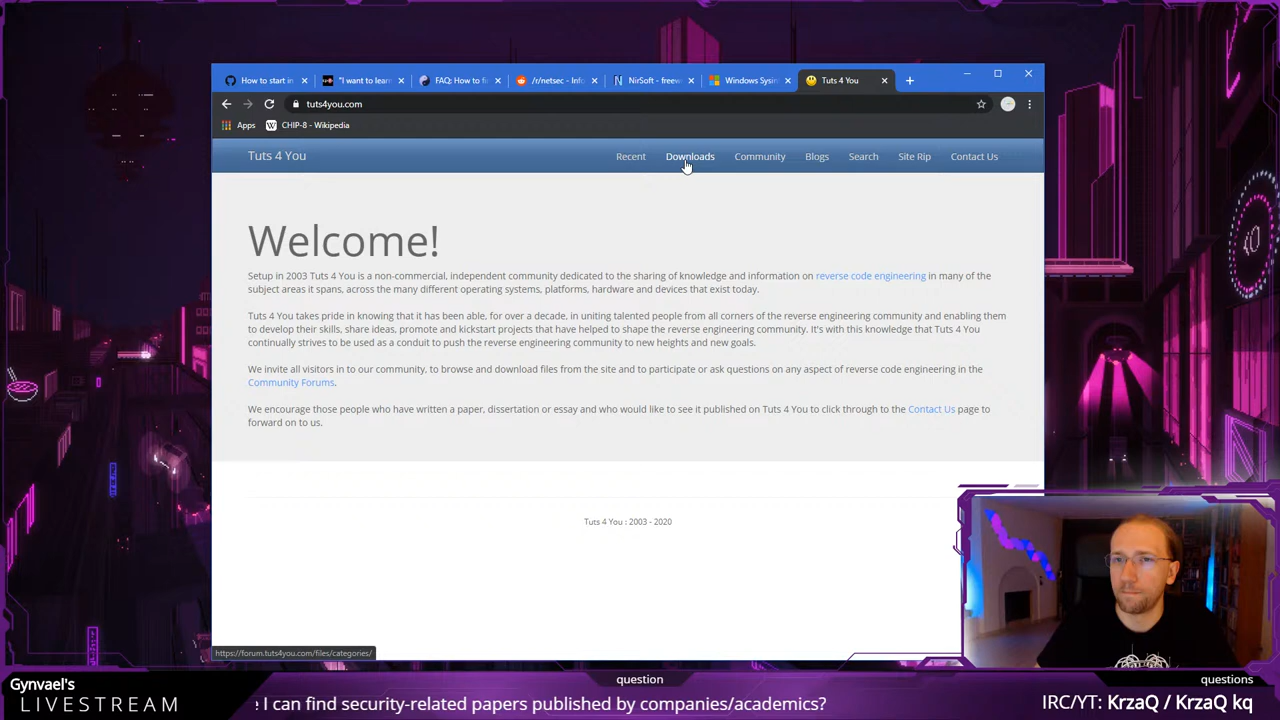 How to start in
"I want to learn
FAQ: How to fi
/r/netsec - Info
NirSoft - freew
Windows Sysin
Tuts 4 You
tuts4you.com
Apps
CHIP-8 - Wikipedia
Tuts 4 You
Recent
Downloads
Community
Blogs
Search
Site Rip
Contact Us
Welcome!
Setup in 2003 Tuts 4 You is a non-commercial, independent community dedicated to the sharing of knowledge and information on reverse code engineering in many of the
subject areas it spans, across the many different operating systems, platforms, hardware and devices that exist today.
Tuts 4 You takes pride in knowing that it has been able, for over a decade, in uniting talented people from all corners of the reverse engineering community and enabling them
to develop their skills, share ideas, promote and kickstart projects that have helped to shape the reverse engineering community. It's with this knowledge that Tuts 4 You
continually strives to be used as a conduit to push the reverse engineering community to new heights and new goals.
We invite all visitors in to our community, to browse and download files from the site and to participate or ask questions on any aspect of reverse code engineering in the
Community Forums.
We encourage those people who have written a paper, dissertation or essay and who would like to see it published on Tuts 4 You to click through to the Contact Us page to
forward on to us.
Tuts 4 You : 2003 - 2020
https://forum.tuts4you.com/files/categories/
Gynvael's
LIVESTREAM
question
e I can find security-related papers published by companies/academics?
questions
IRC/YT: KrzaQ / KrzaQ kq